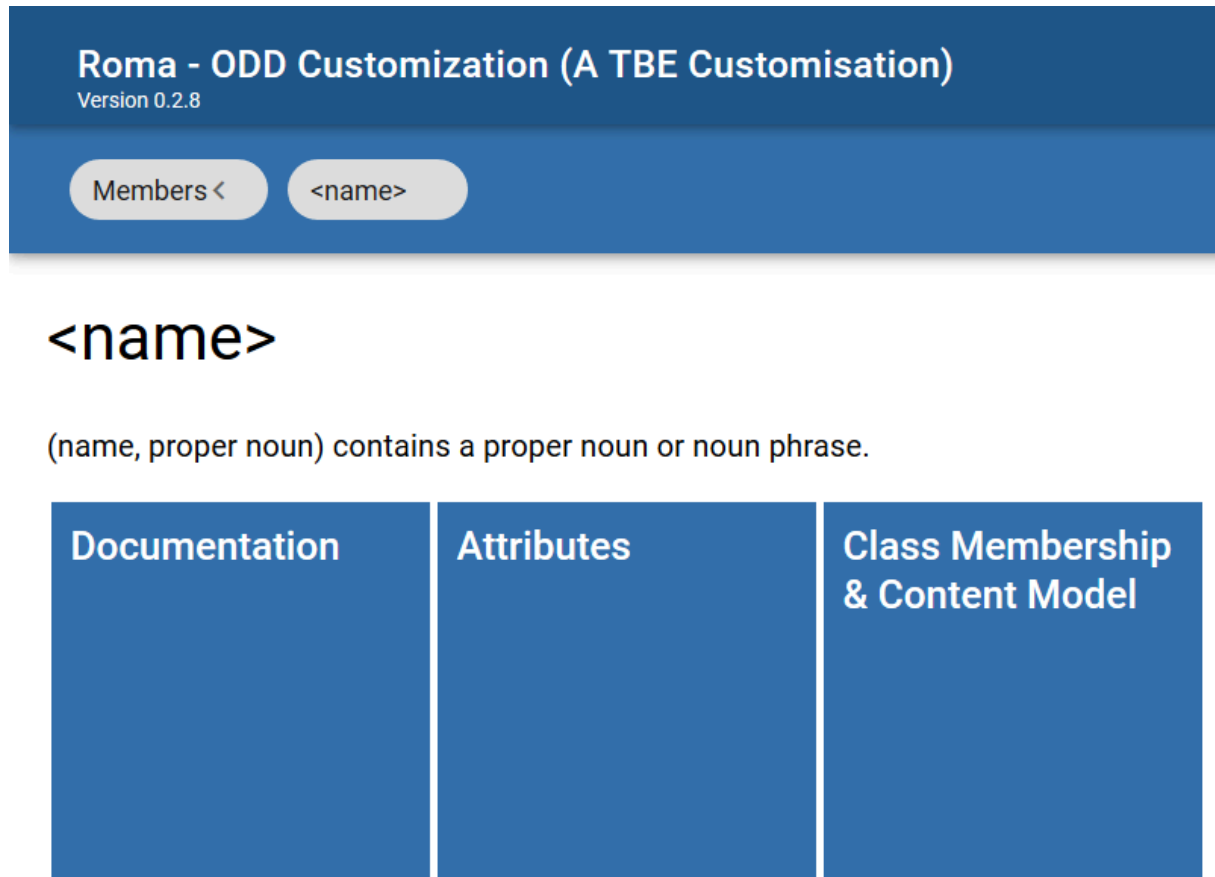 Roma - ODD Customization (A TBE Customisation)
Version 0.2.8
Members <name>
<name>
(name, proper noun) contains a proper noun or noun phrase.
Documentation
Attributes
Class Membership
& Content Model